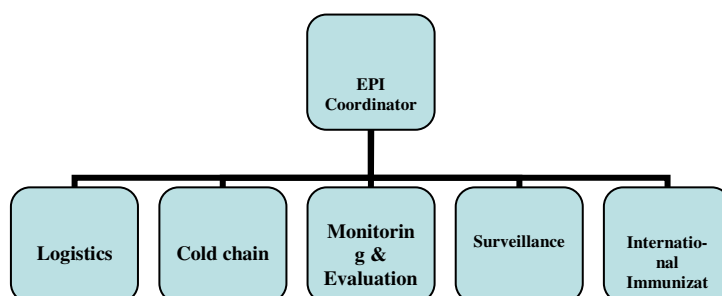 EPI
Coordinator
Logistics
Cold chain
Monitorin
g &
Evaluation
Surveillance
Internatio-
nal
Immunizat